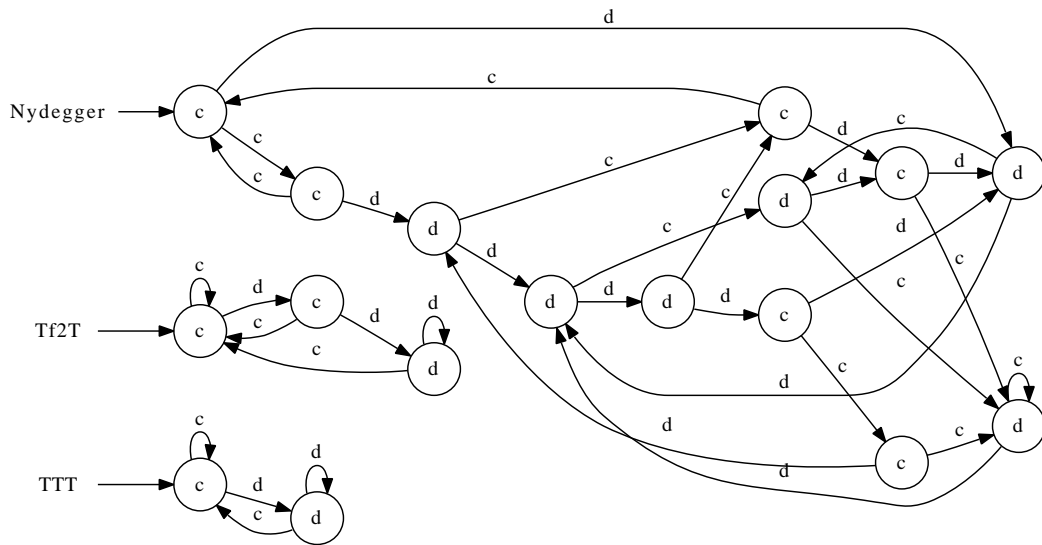 d
c
Nydegger c c
c d c
c c d d
c d c c d
d d c
c d d c c
c d d d c
Tf2T c c d c d
c d d c
c d d d
c d c c
TTT c d c
c d